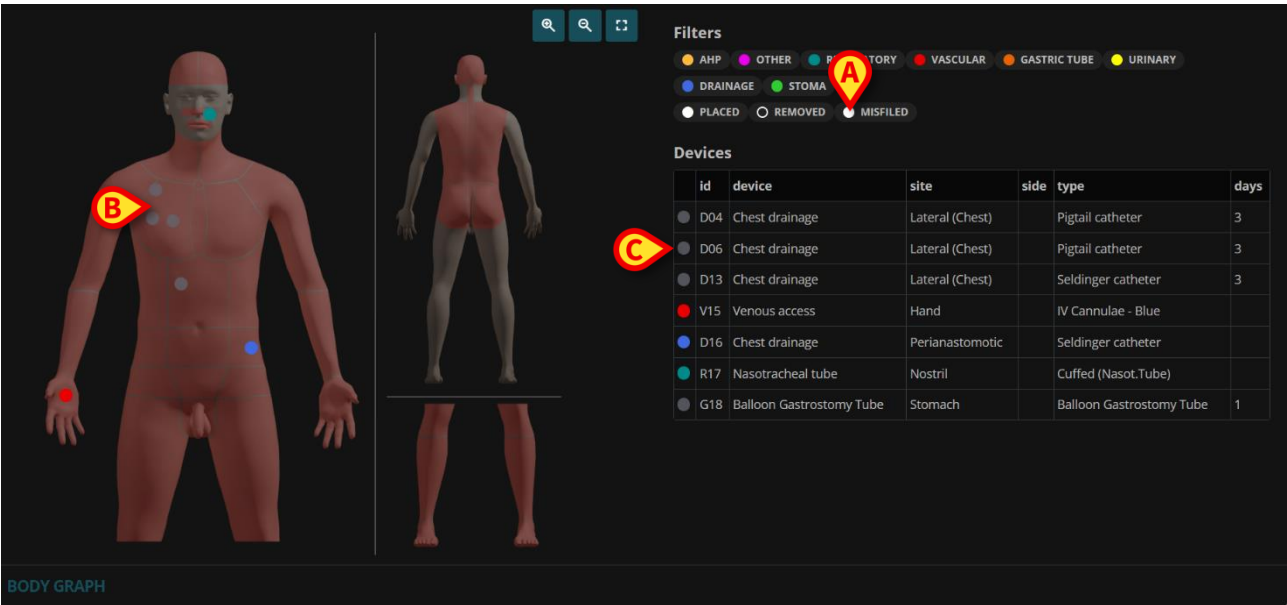 Filters
AHP OTHER VASCULAR GASTRIC TUBE URINARY
A
DRAINAGE STOMA
PLACED REMOVED MISFILED
Devices
id device site side type days
D04 Chest drainage Lateral (Chest) Pigtail catheter 3
B
C
D06 Chest drainage Lateral (Chest) Pigtail catheter 3
D13 Chest drainage Lateral (Chest) Seldinger catheter 3
V15 Venous access Hand IV Cannulae - Blue
D16 Chest drainage Perianastomotic Seldinger catheter
R17 Nasotracheal tube Nostril Cuffed (Nasot.Tube)
G18 Balloon Gastrostomy Tube Stomach Balloon Gastrostomy Tube 1
BODY GRAPH